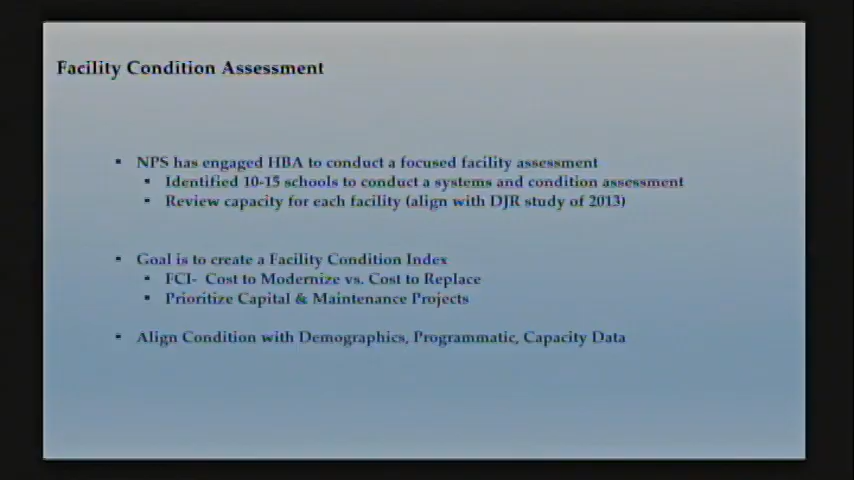 Facility Condition Assessment
▪ NPS has engaged HBA to conduct a focused facility assessment
▪ Identified 10-15 schools to conduct a systems and condition assessment
▪ Review capacity for each facility (align with DJR study of 2013)
▪ Goal is to create a Facility Condition Index
▪ FCI- Cost to Modernize vs. Cost to Replace
▪ Prioritize Capital & Maintenance Projects
▪ Align Condition with Demographics, Programmatic, Capacity Data